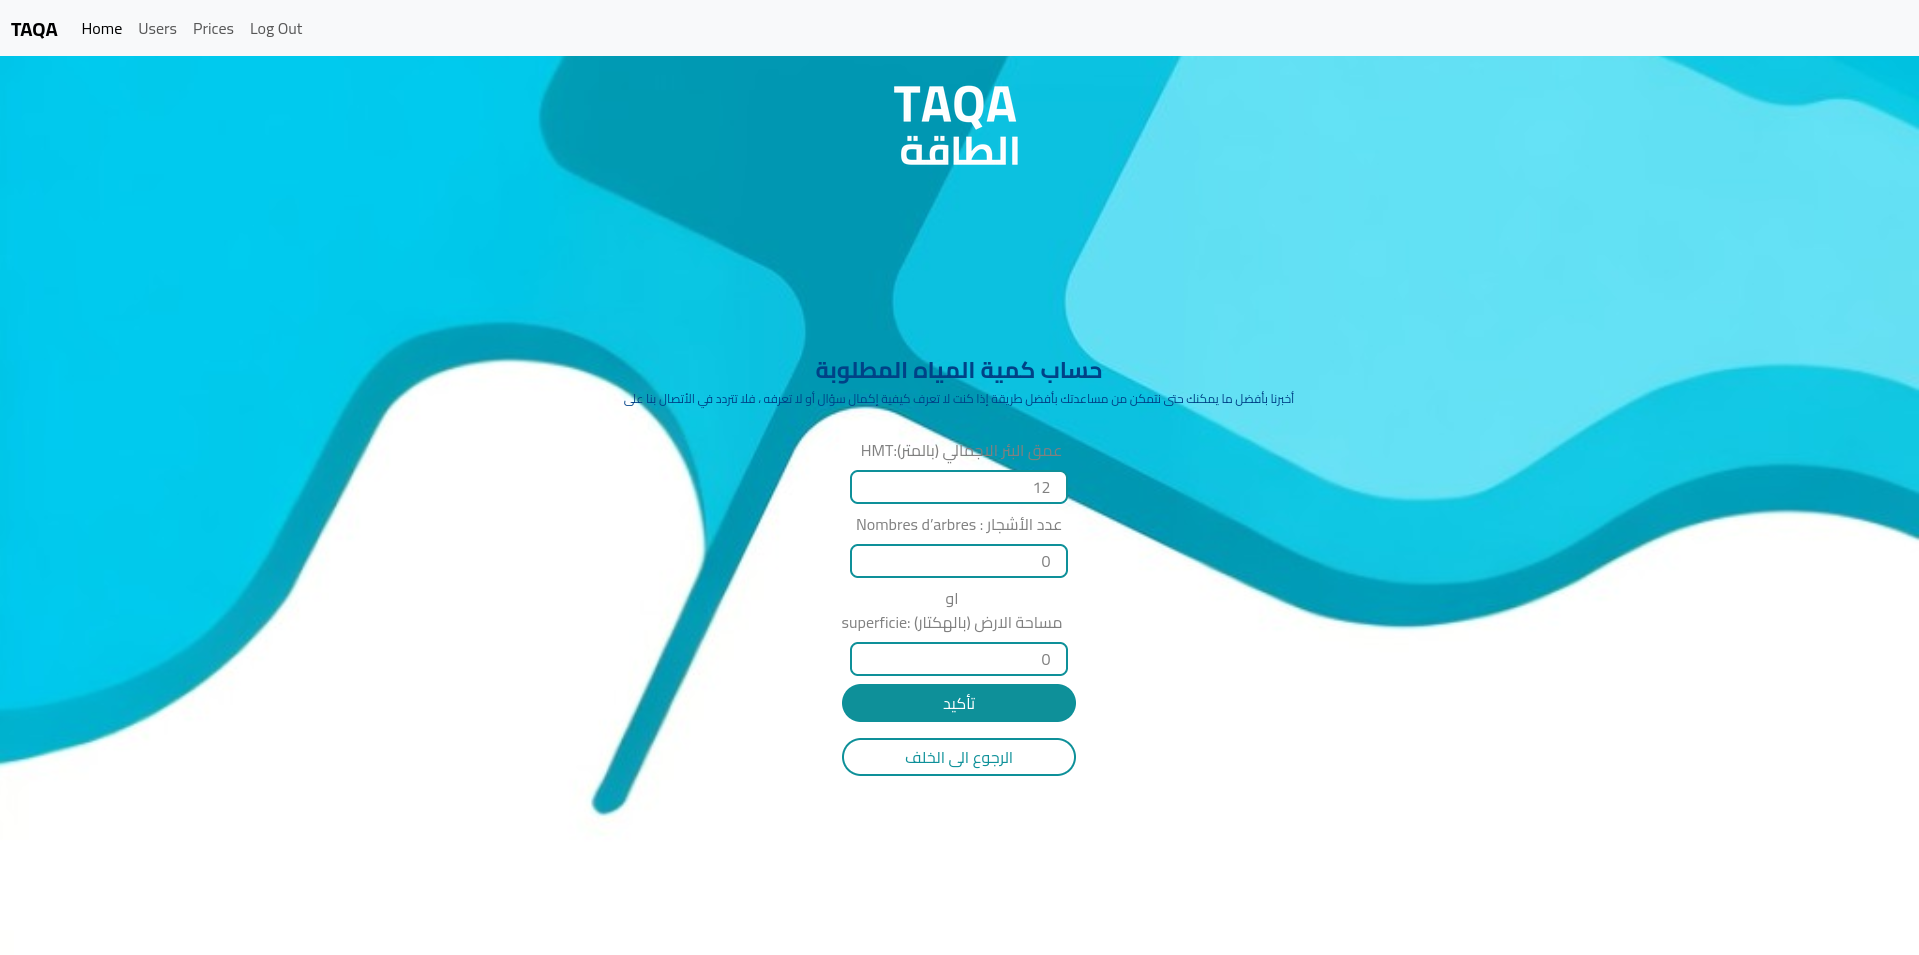 TAQA Home Users Prices Log Out
TAQA
الطاقة
حساب كمية المياه المطلوبة
أخبرنا بأفضل ما يمكنك حتى نتمكن من مساعدتك بأفضل طريقة إذا كنت لا تعرف كيفية إكمال سؤال أو لا تعرفه ، فلا تتردد في الأتصال بنا على
عمق البئر الاجمالي (بالمتر):HMT
12
عدد الأشجار : Nombres d’arbres
0
او
مساحة الارض (بالهكتار) :superficie
0
تأكيد
الرجوع الى الخلف